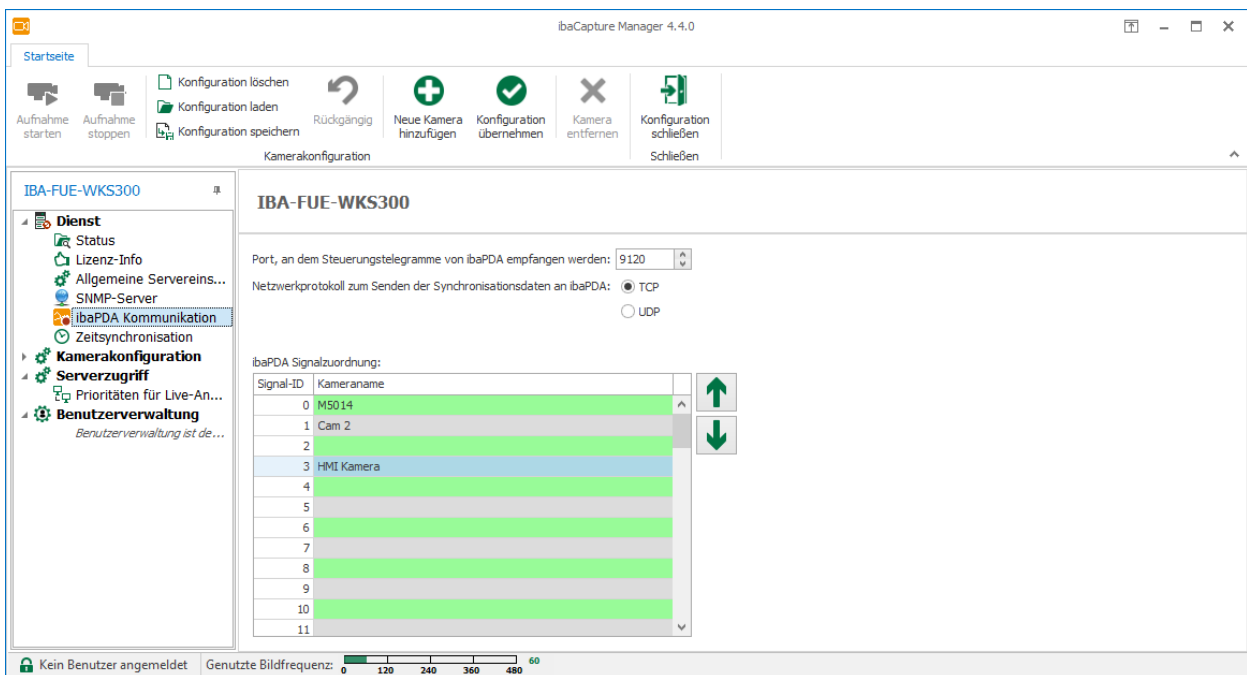 ibaCapture Manager 4.4.0
Startseite
Aufnahme starten
Aufnahme stoppen
Konfiguration löschen
Konfiguration laden
Konfiguration speichern
Rückgängig
Neue Kamera hinzufügen
Konfiguration übernehmen
Kamera entfernen
Konfiguration schließen
Kamerakonfiguration
Schließen
IBA-FUE-WKS300
Dienst
Status
Lizenz-Info
Allgemeine Servereins...
SNMP-Server
ibaPDA Kommunikation
Zeitsynchronisation
Kamerakonfiguration
Serverzugriff
Prioritäten für Live-An...
Benutzerverwaltung
Benutzerverwaltung ist de...
IBA-FUE-WKS300
Port, an dem Steuerungstelegramme von ibaPDA empfangen werden: 9120
Netzwerkprotokoll zum Senden der Synchronisationsdaten an ibaPDA: TCP
UDP
ibaPDA Signalzuordnung:
Signal-ID Kameraname
0 M5014
1 Cam 2
2
3 HMI Kamera
4
5
6
7
8
9
10
11
Kein Benutzer angemeldet Genutzte Bildfrequenz: 0 120 240 360 480 60